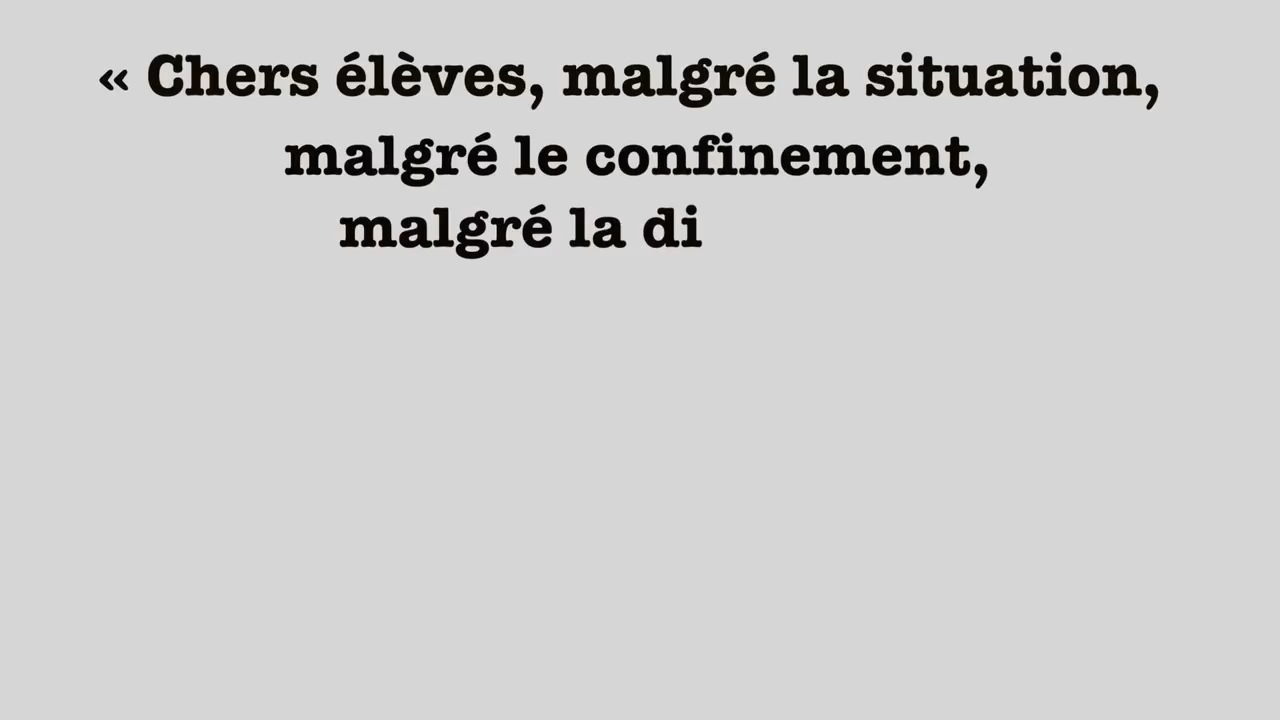 « Chers élèves, malgré la situation,
malgré le confinement,
malgré la di